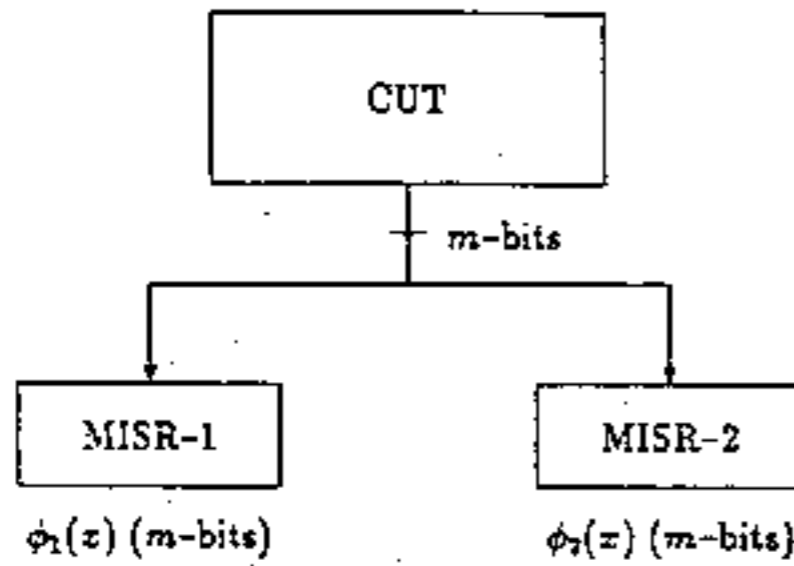 CUT
m-bits
MISR-1
MISR-2
ϕ₁(x) (m-bits)
ϕ₂(x) (m-bits)